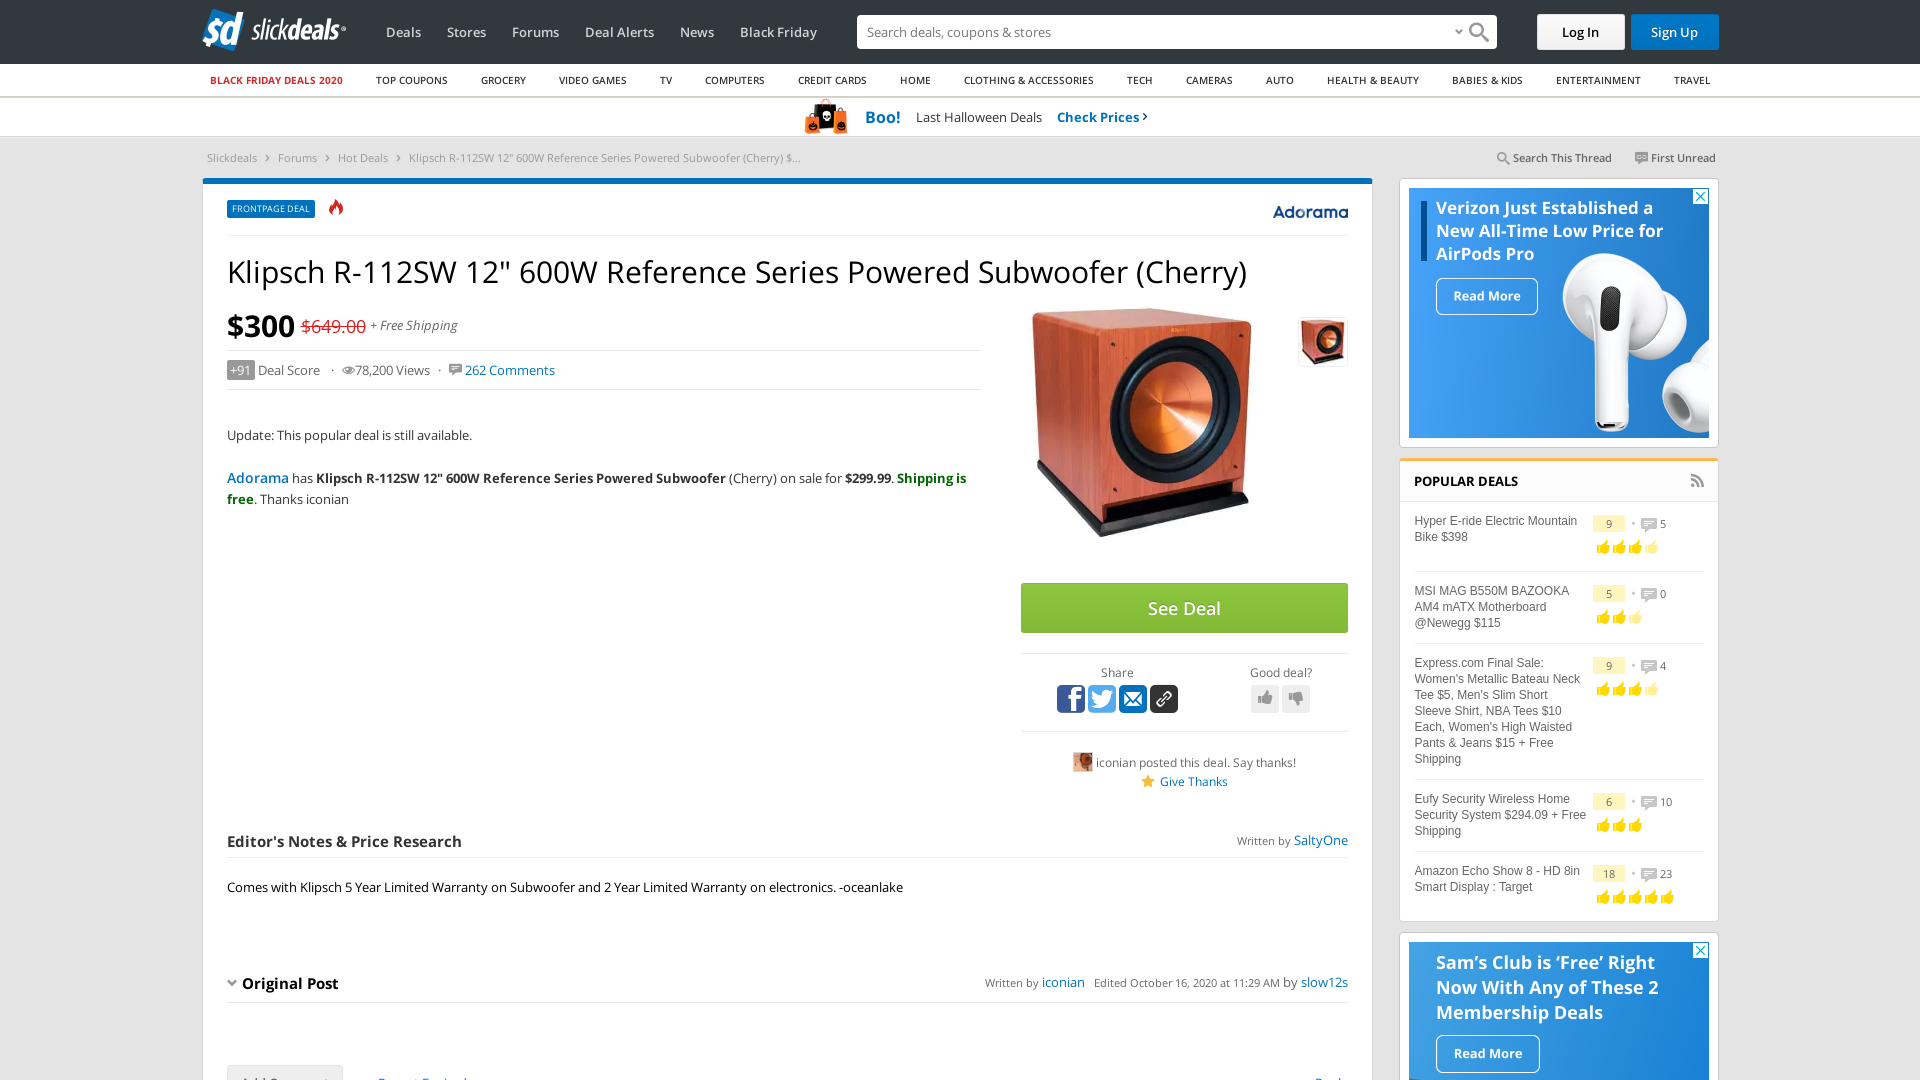 slickdeals
Deals
Stores
Forums
Deal Alerts
News
Black Friday
Search deals, coupons & stores
Log In
Sign Up
BLACK FRIDAY DEALS 2020
TOP COUPONS
GROCERY
VIDEO GAMES
TV
COMPUTERS
CREDIT CARDS
HOME
CLOTHING & ACCESSORIES
TECH
CAMERAS
AUTO
HEALTH & BEAUTY
BABIES & KIDS
ENTERTAINMENT
TRAVEL
Boo! Last Halloween Deals Check Prices
Slickdeals › Forums › Hot Deals › Klipsch R-112SW 12" 600W Reference Series Powered Subwoofer (Cherry) $...
Search This Thread
First Unread
FRONTPAGE DEAL
Adorama
Klipsch R-112SW 12" 600W Reference Series Powered Subwoofer (Cherry)
$300 $649.00 + Free Shipping
+91 Deal Score · 78,200 Views · 262 Comments
Update: This popular deal is still available.
Adorama has Klipsch R-112SW 12" 600W Reference Series Powered Subwoofer (Cherry) on sale for $299.99. Shipping is
free. Thanks iconian
See Deal
Share
Good deal?
iconian posted this deal. Say thanks!
Give Thanks
Editor's Notes & Price Research
Written by SaltyOne
Comes with Klipsch 5 Year Limited Warranty on Subwoofer and 2 Year Limited Warranty on electronics. -oceanlake
Original Post
Written by iconian Edited October 16, 2020 at 11:29 AM by slow12s
Verizon Just Established a
New All-Time Low Price for
AirPods Pro
Read More
POPULAR DEALS
Hyper E-ride Electric Mountain
Bike $398
9 • 5
MSI MAG B550M BAZOOKA
AM4 mATX Motherboard
@Newegg $115
5 • 0
Express.com Final Sale:
Women's Metallic Bateau Neck
Tee $5, Men's Slim Short
Sleeve Shirt, NBA Tees $10
Each, Women's High Waisted
Pants & Jeans $15 + Free
Shipping
9 • 4
Eufy Security Wireless Home
Security System $294.09 + Free
Shipping
6 • 10
Amazon Echo Show 8 - HD 8in
Smart Display : Target
18 • 23
Sam's Club is ‘Free’ Right
Now With Any of These 2
Membership Deals
Read More